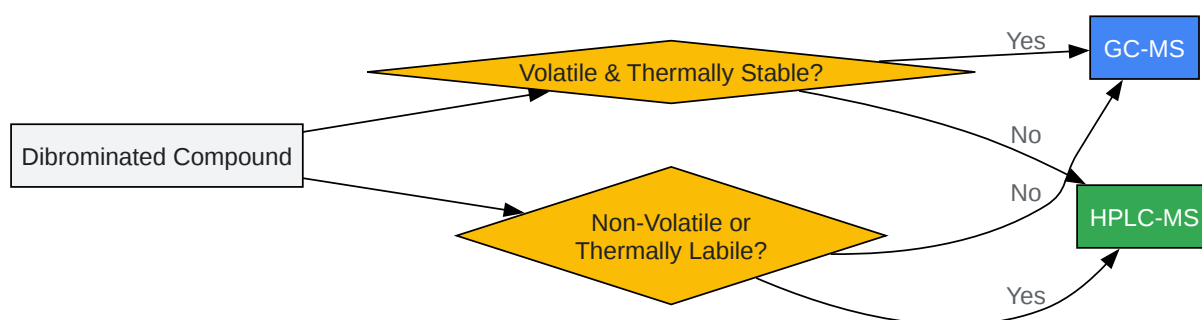 Dibrominated Compound
Volatile & Thermally Stable?
Non-Volatile or
Thermally Labile?
Yes
No
No
Yes
GC-MS
HPLC-MS